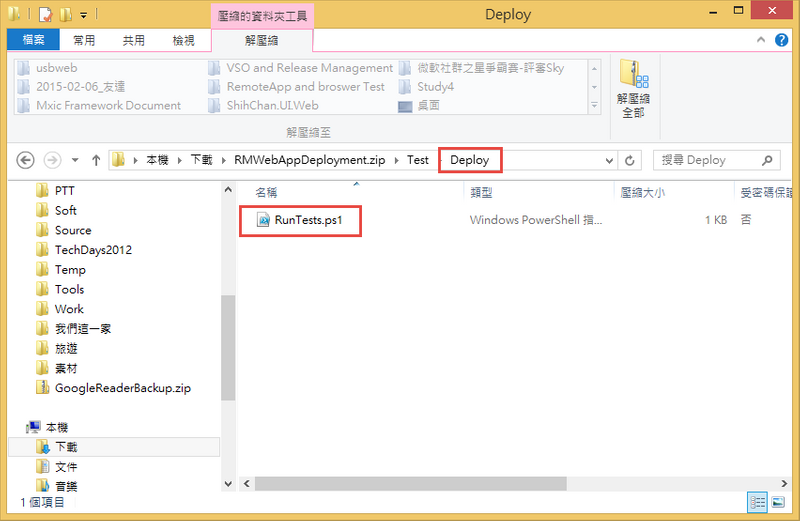 壓縮的資料夾工具
Deploy
檔案 常用 共用 檢視 解壓縮
usbweb VSO and Release Management 微軟社群之星爭霸賽-評審Sky
2015-02-06_友達 RemoteApp and broswer Test Study4
Mxic Framework Document ShihChan.UI.Web 桌面
解壓縮至
解壓縮
全部
本機 下載 RMWebAppDeployment.zip Test Deploy
搜尋 Deploy
名稱 類型 壓縮大小 受密碼保護
RunTests.ps1 Windows PowerShell 指... 1 KB 否
PTT
Soft
Source
TechDays2012
Temp
Tools
Work
我們這一家
旅遊
素材
GoogleReaderBackup.zip
本機
下載
文件
音樂
1 個項目